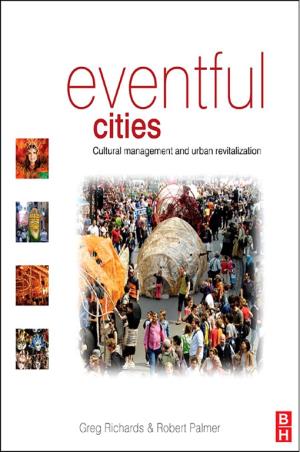 eventful
cities
Cultural management and urban revitalization
Greg Richards & Robert Palmer
B
H